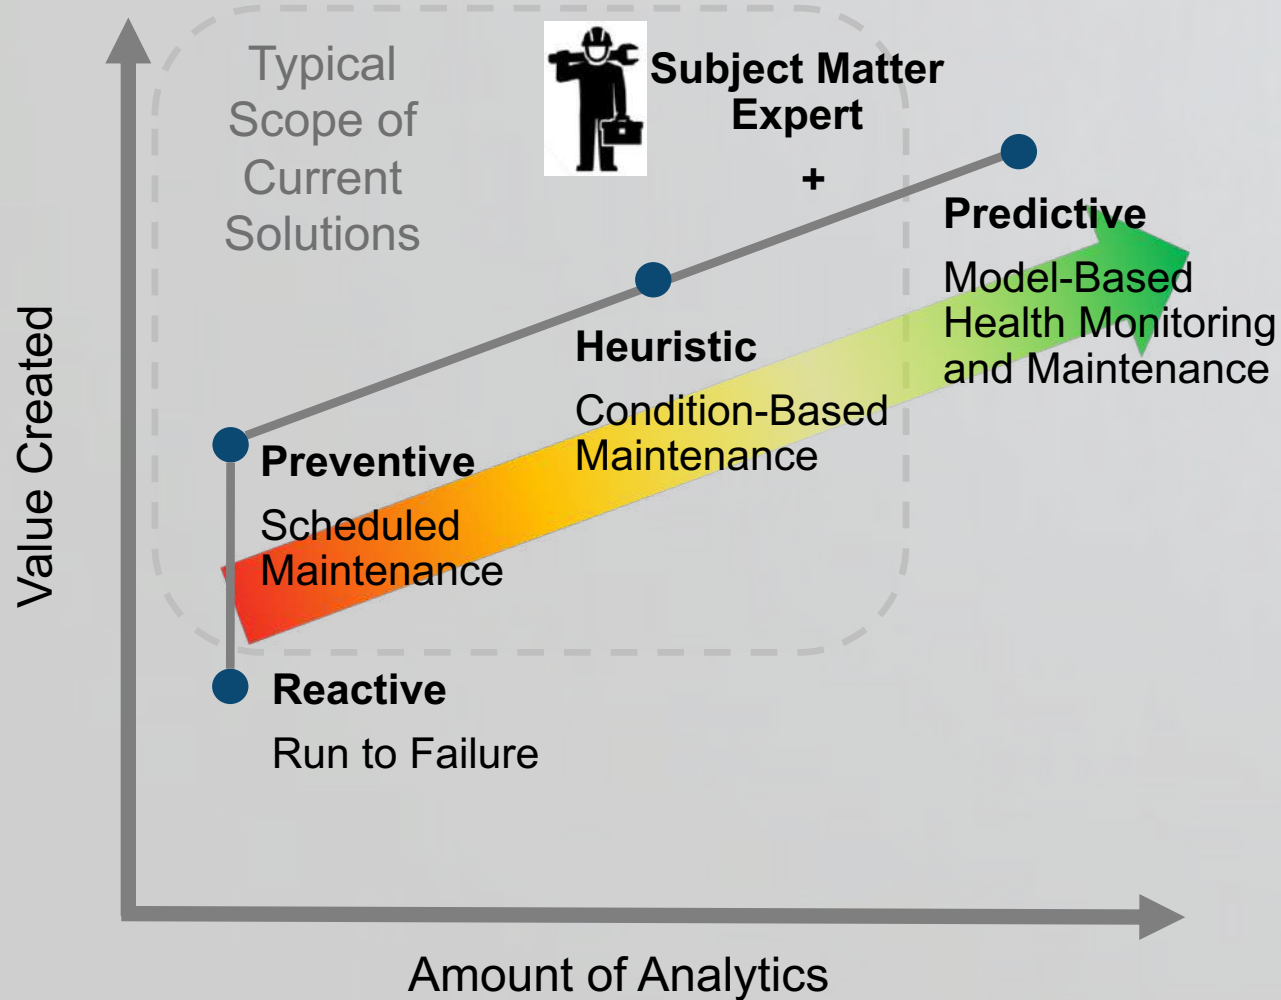 Typical
Scope of
Current
Solutions
Subject Matter
Expert
+
Predictive
Model-Based
Health Monitoring
and Maintenance
Heuristic
Condition-Based
Maintenance
Preventive
Scheduled
Maintenance
Reactive
Run to Failure
Value Created
Amount of Analytics